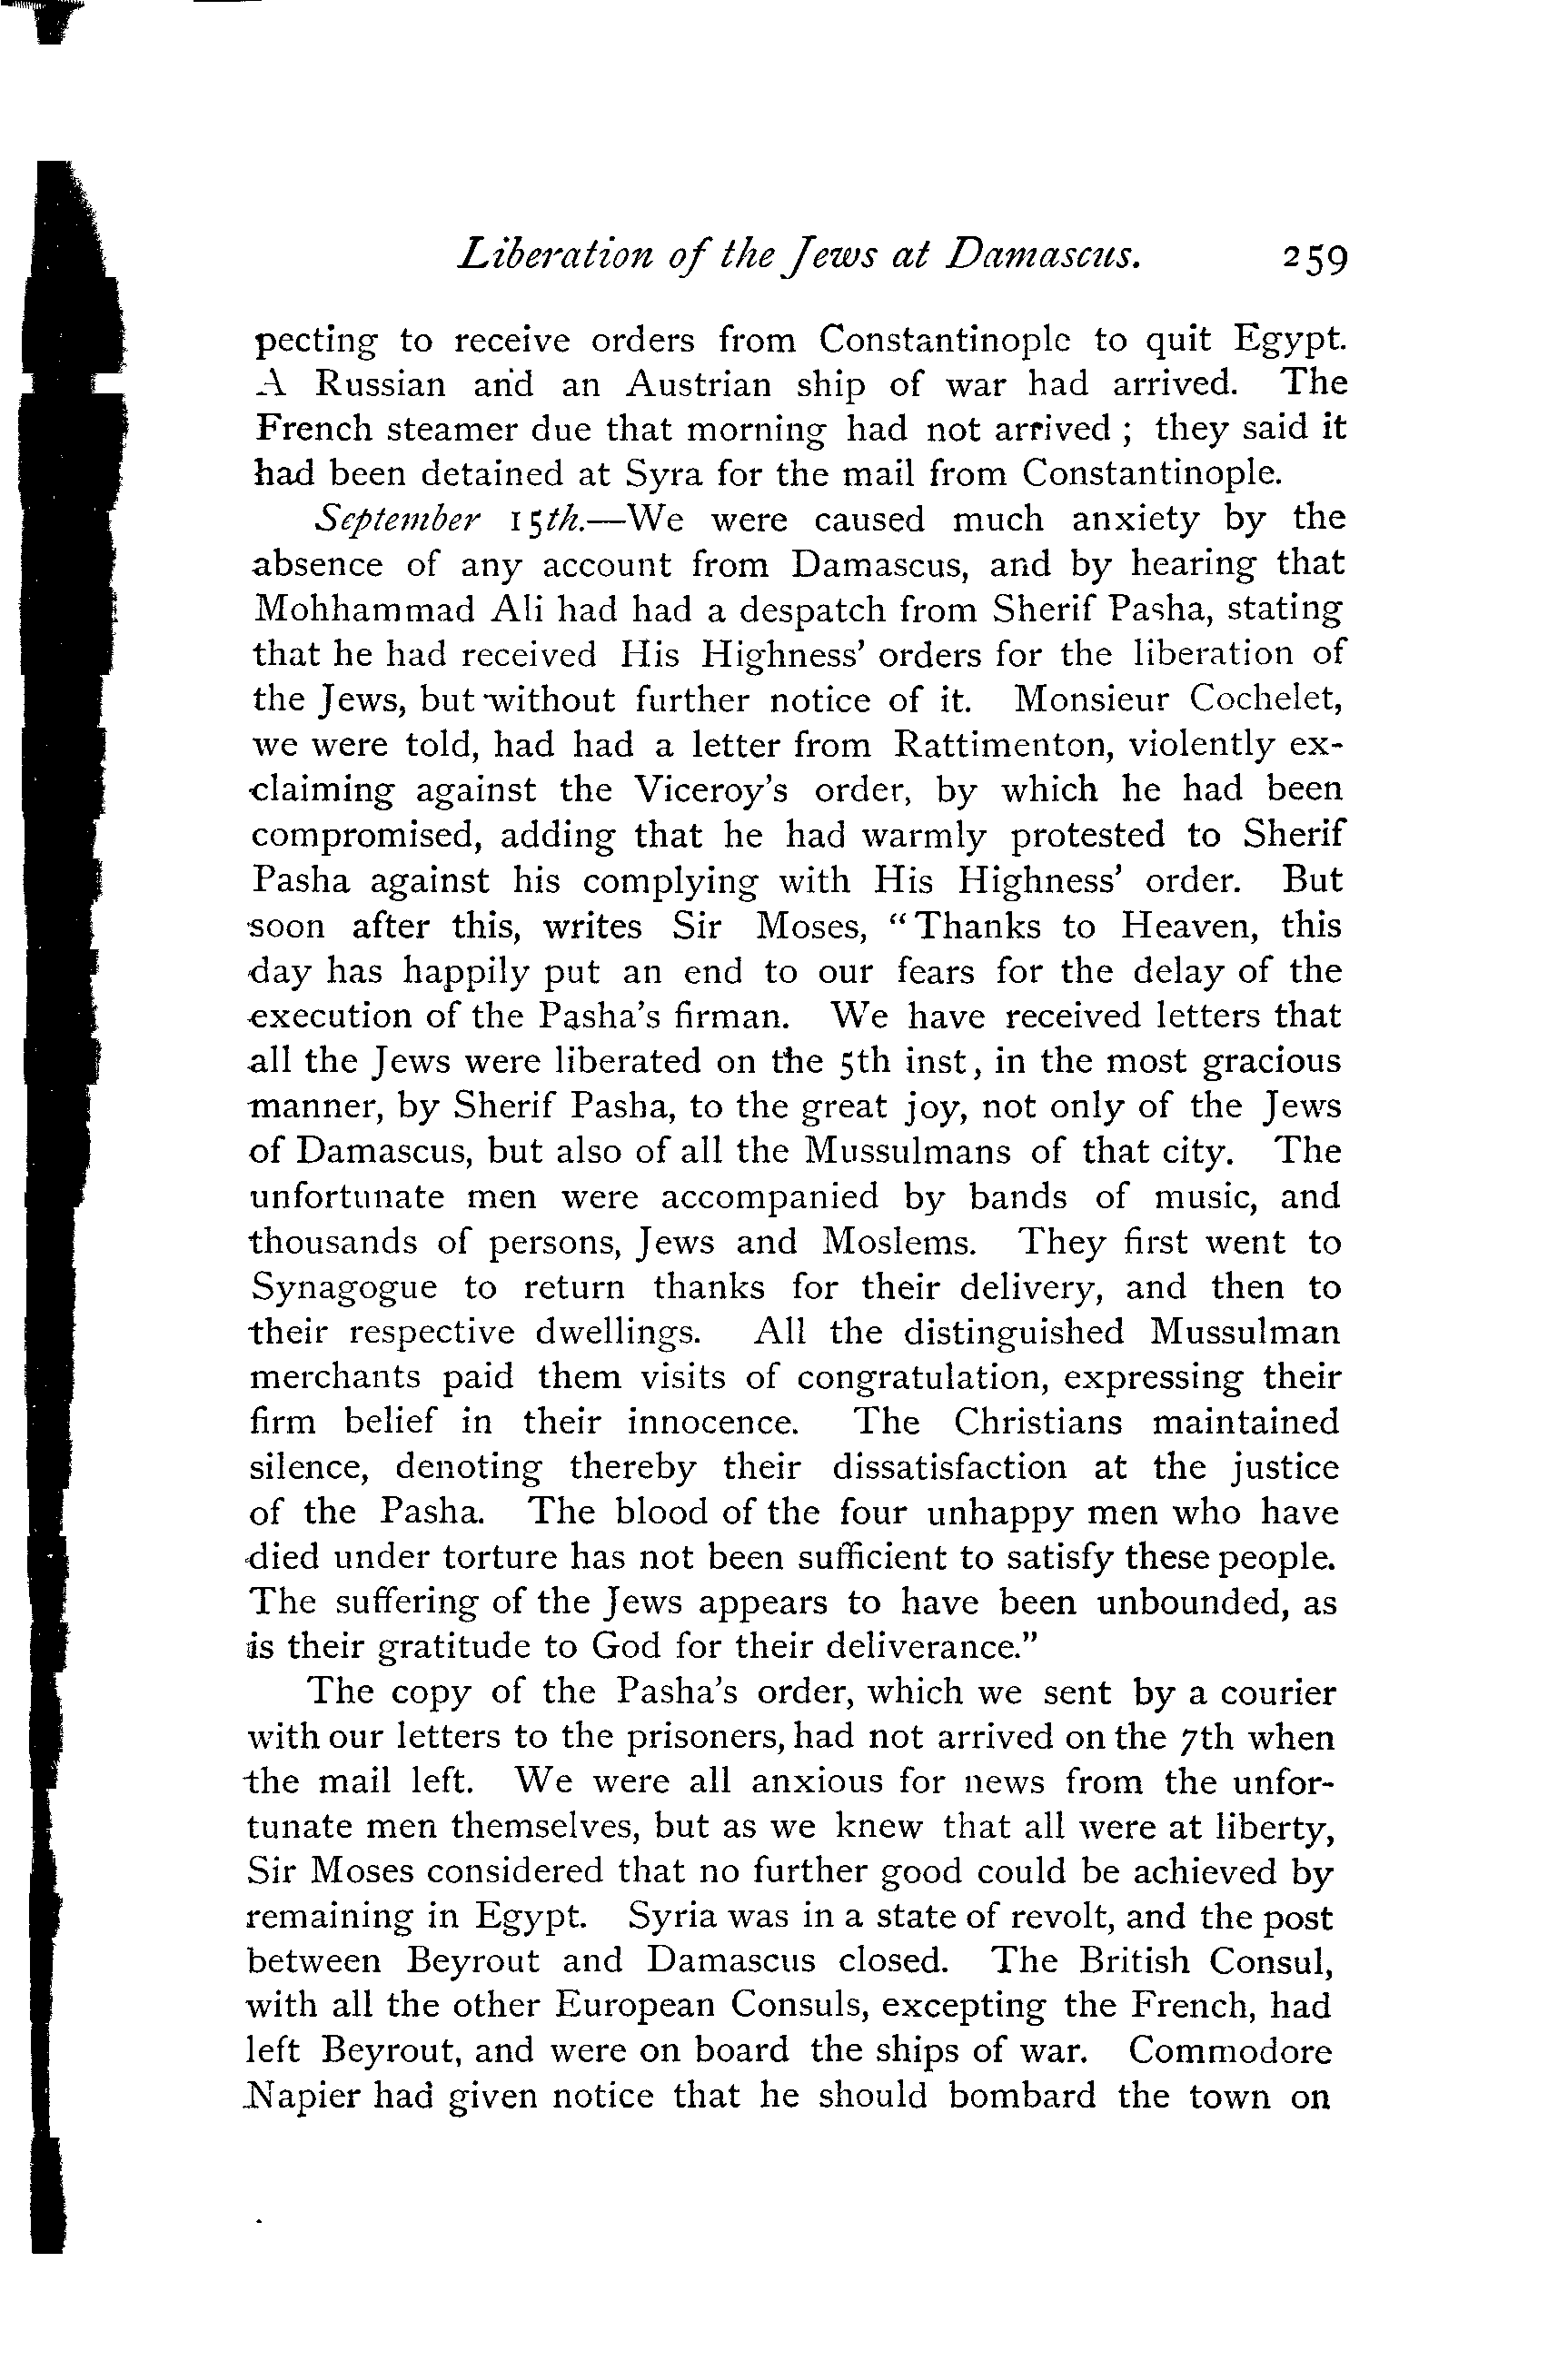 Liberation of the Jews at Damascus. 259
pecting to receive orders from Constantinople to quit Egypt.
A Russian and an Austrian ship of war had arrived. The
French steamer due that morning had not arrived ; they said it
had been detained at Syra for the mail from Constantinople.
September 15th.—We were caused much anxiety by the
absence of any account from Damascus, and by hearing that
Mohhammad Ali had had a despatch from Sherif Pasha, stating
that he had received His Highness' orders for the liberation of
the Jews, but without further notice of it. Monsieur Cochelet,
we were told, had had a letter from Rattimenton, violently ex-
claiming against the Viceroy's order, by which he had been
compromised, adding that he had warmly protested to Sherif
Pasha against his complying with His Highness' order. But
soon after this, writes Sir Moses, "Thanks to Heaven, this
day has happily put an end to our fears for the delay of the
execution of the Pasha's firman. We have received letters that
all the Jews were liberated on the 5th inst, in the most gracious
manner, by Sherif Pasha, to the great joy, not only of the Jews
of Damascus, but also of all the Mussulmans of that city. The
unfortunate men were accompanied by bands of music, and
thousands of persons, Jews and Moslems. They first went to
Synagogue to return thanks for their delivery, and then to
their respective dwellings. All the distinguished Mussulman
merchants paid them visits of congratulation, expressing their
firm belief in their innocence. The Christians maintained
silence, denoting thereby their dissatisfaction at the justice
of the Pasha. The blood of the four unhappy men who have
died under torture has not been sufficient to satisfy these people.
The suffering of the Jews appears to have been unbounded, as
is their gratitude to God for their deliverance."
The copy of the Pasha's order, which we sent by a courier
with our letters to the prisoners, had not arrived on the 7th when
the mail left. We were all anxious for news from the unfor-
tunate men themselves, but as we knew that all were at liberty,
Sir Moses considered that no further good could be achieved by
remaining in Egypt. Syria was in a state of revolt, and the post
between Beyrout and Damascus closed. The British Consul,
with all the other European Consuls, excepting the French, had
left Beyrout, and were on board the ships of war. Commodore
Napier had given notice that he should bombard the town on